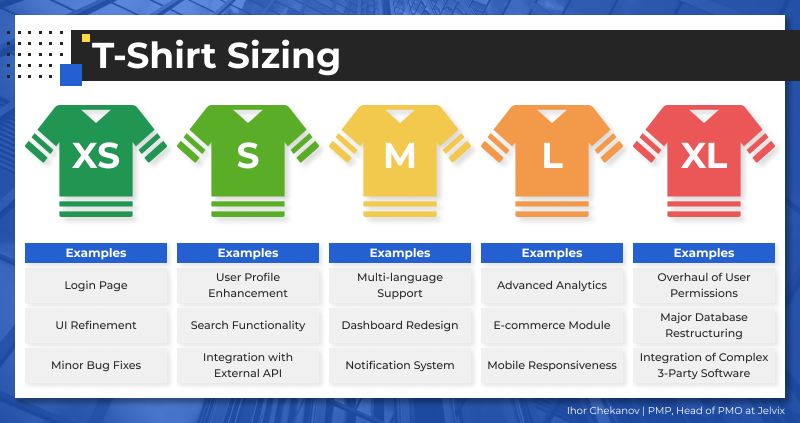 T-Shirt Sizing
XS
S
M
L
XL
Examples
Examples
Examples
Examples
Examples
Login Page
User Profile
Enhancement
Multi-language
Support
Advanced Analytics
Overhaul of User
Permissions
UI Refinement
Search Functionality
Dashboard Redesign
E-commerce Module
Major Database
Restructuring
Minor Bug Fixes
Integration with
External API
Notification System
Mobile Responsiveness
Integration of Complex
3-Party Software
Ihor Chekanov | PMP, Head of PMO at Jelvix